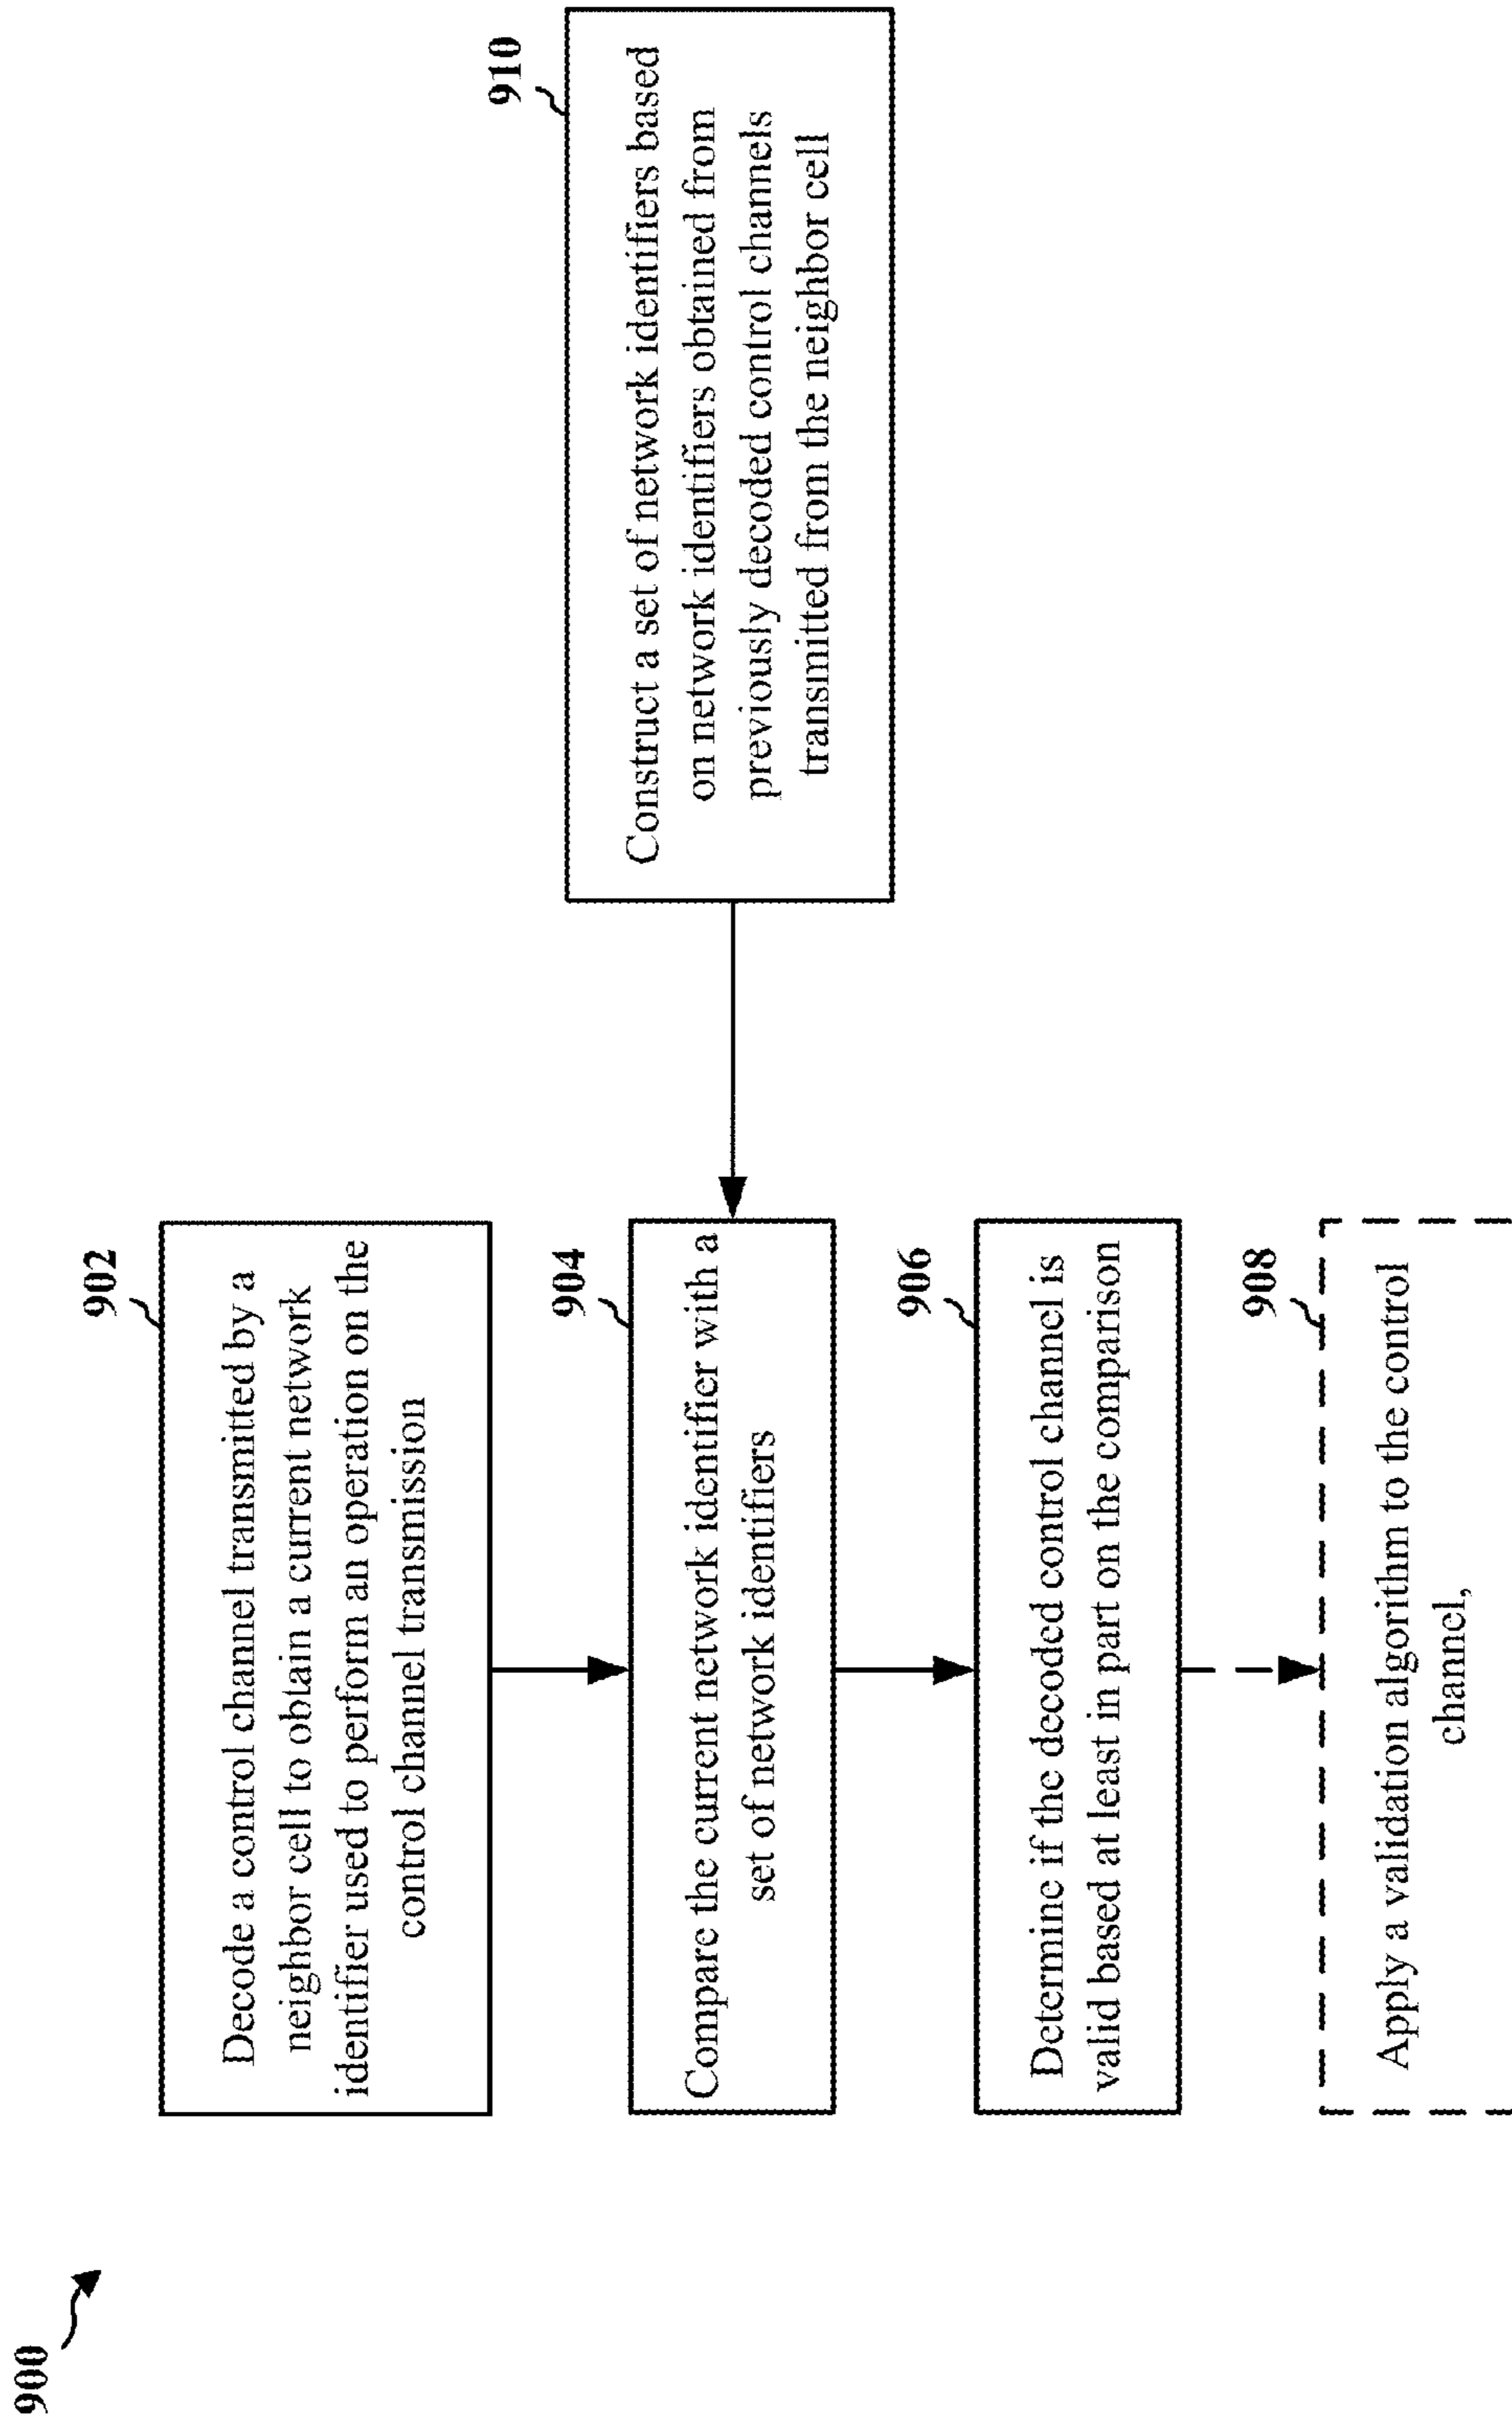 900
902
Decode a control channel transmitted by a
neighbor cell to obtain a current network
identifier used to perform an operation on the
control channel transmission
904
Compare the current network identifier with a
set of network identifiers
906
Determine if the decoded control channel is
valid based at least in part on the comparison
908
Apply a validation algorithm to the control
channel,
910
Construct a set of network identifiers based
on network identifiers obtained from
previously decoded control channels
transmitted from the neighbor cell